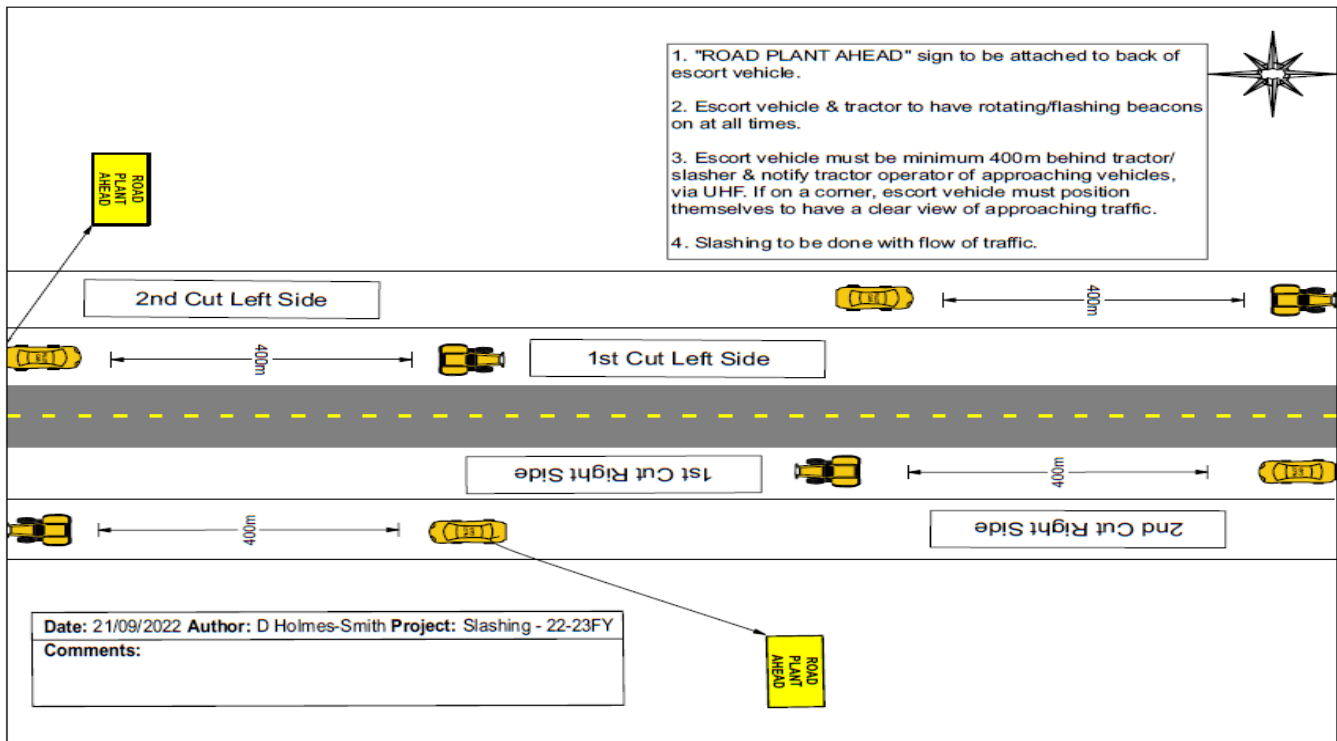 1. "ROAD PLANT AHEAD" sign to be attached to back of
escort vehicle.
2. Escort vehicle & tractor to have rotating/flashing beacons
on at all times.
3. Escort vehicle must be minimum 400m behind tractor/
slasher & notify tractor operator of approaching vehicles,
via UHF. If on a corner, escort vehicle must position
themselves to have a clear view of approaching traffic.
4. Slashing to be done with flow of traffic.
ROAD
PLANT
AHEAD
2nd Cut Left Side
400m
400m
1st Cut Left Side
1st Cut Right Side
400m
400m
2nd Cut Right Side
Date: 21/09/2022 Author: D Holmes-Smith Project: Slashing - 22-23FY
Comments:
ROAD
PLANT
AHEAD